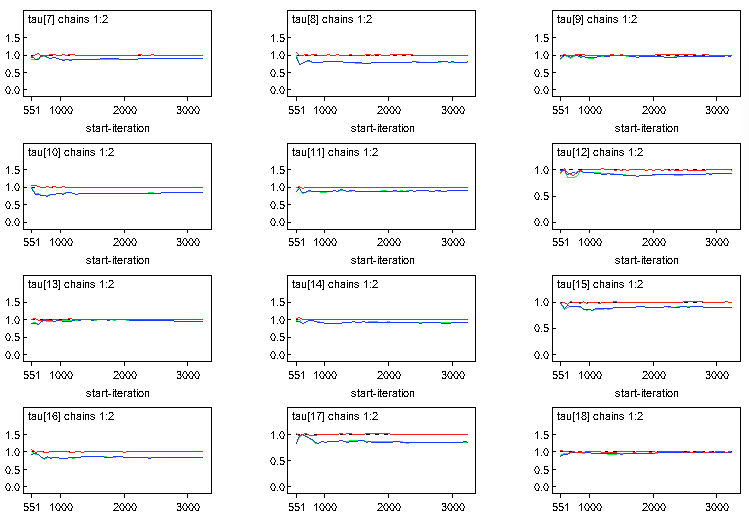 tau[7] chains 1:2
1.5
1.0
0.5
0.0
551 1000 2000 3000
start-iteration
tau[8] chains 1:2
1.5
1.0
0.5
0.0
551 1000 2000 3000
start-iteration
tau[9] chains 1:2
1.5
1.0
0.5
0.0
551 1000 2000 3000
start-iteration
tau[10] chains 1:2
1.5
1.0
0.5
0.0
551 1000 2000 3000
start-iteration
tau[11] chains 1:2
1.5
1.0
0.5
0.0
551 1000 2000 3000
start-iteration
tau[12] chains 1:2
1.0
0.5
0.0
551 1000 2000 3000
start-iteration
tau[13] chains 1:2
1.5
1.0
0.5
0.0
551 1000 2000 3000
start-iteration
tau[14] chains 1:2
1.5
1.0
0.5
0.0
551 1000 2000 3000
start-iteration
tau[15] chains 1:2
1.0
0.5
0.0
551 1000 2000 3000
start-iteration
tau[16] chains 1:2
1.5
1.0
0.5
0.0
551 1000 2000 3000
tau[17] chains 1:2
1.0
0.5
0.0
551 1000 2000 3000
tau[18] chains 1:2
1.5
1.0
0.5
0.0
551 1000 2000 3000